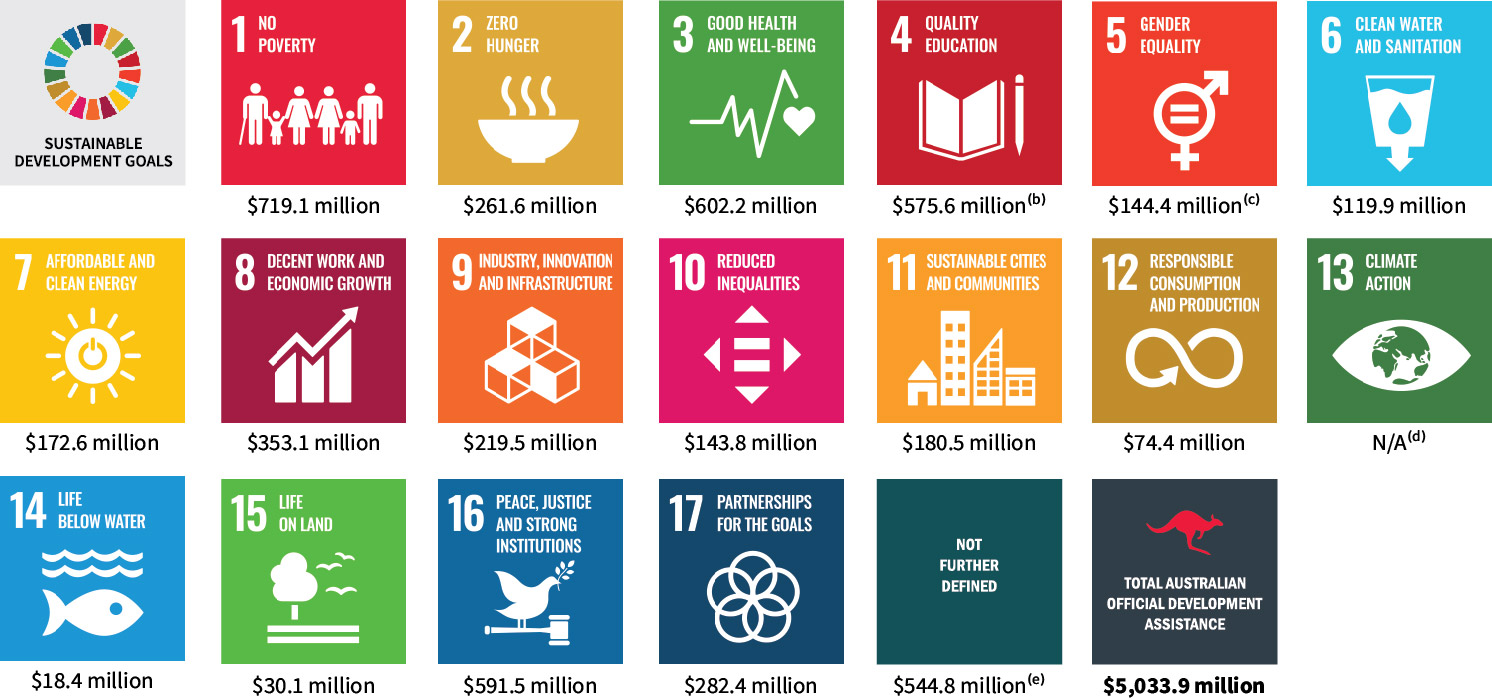 SUSTAINABLE
DEVELOPMENT GOALS
1 NO
POVERTY
$719.1 million
2 ZERO
HUNGER
$261.6 million
3 GOOD HEALTH
AND WELL-BEING
$602.2 million
4 QUALITY
EDUCATION
$575.6 million(b)
5 GENDER
EQUALITY
$144.4 million(c)
6 CLEAN WATER
AND SANITATION
$119.9 million
7 AFFORDABLE AND
CLEAN ENERGY
$172.6 million
8 DECENT WORK AND
ECONOMIC GROWTH
$353.1 million
9 INDUSTRY, INNOVATION
AND INFRASTRUCTURE
$219.5 million
10 REDUCED
INEQUALITIES
$143.8 million
11 SUSTAINABLE CITIES
AND COMMUNITIES
$180.5 million
12 RESPONSIBLE
CONSUMPTION
AND PRODUCTION
$74.4 million
13 CLIMATE
ACTION
N/A(d)
14 LIFE
BELOW WATER
$18.4 million
15 LIFE
ON LAND
$30.1 million
16 PEACE, JUSTICE
AND STRONG
INSTITUTIONS
$591.5 million
17 PARTNERSHIPS
FOR THE GOALS
$282.4 million
NOT
FURTHER
DEFINED
$544.8 million(e)
TOTAL AUSTRALIAN
OFFICIAL DEVELOPMENT
ASSISTANCE
$5,033.9 million